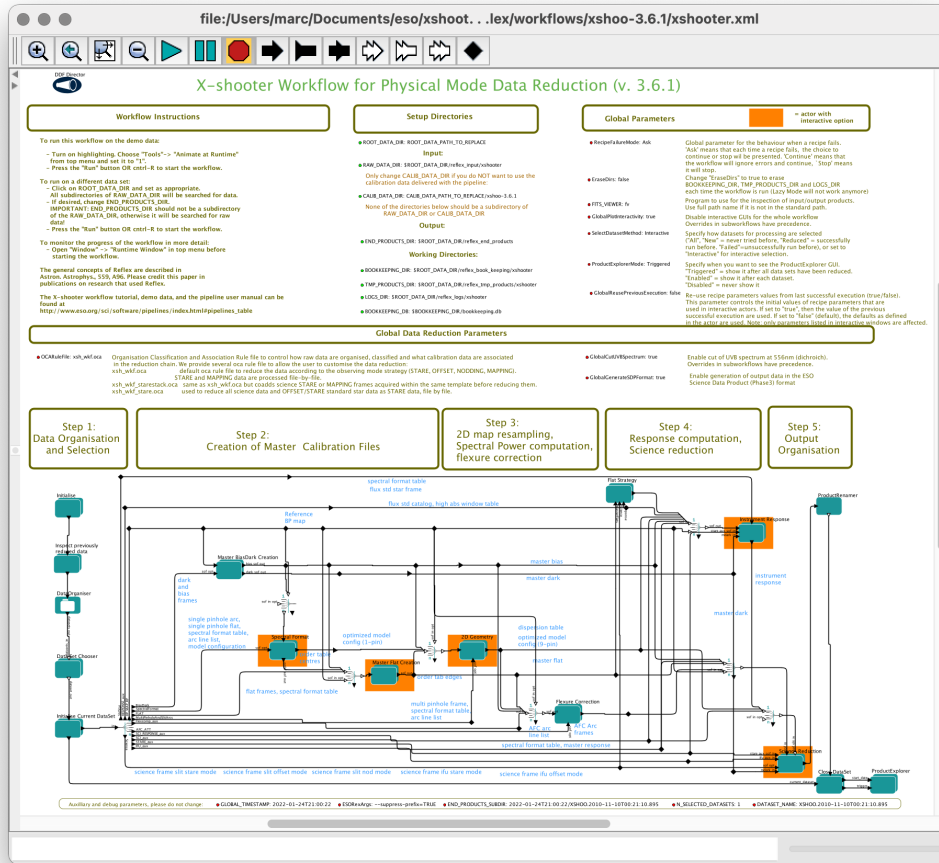 file:/Users/marc/Documents/eso/xshoot. . .lex/workflows/xshoo-3.6.1/xshooter.xml
DDF Director
X-shooter Workflow for Physical Mode Data Reduction (v. 3.6.1)
Workflow Instructions
To run this workflow on the demo data:
– Turn on highlighting. Choose "Tools"-> "Animate at Runtime"
from top menu and set it to "1".
– Press the "Run" button OR cntrl-R to start the workflow.
To run on a different data set:
– Click on ROOT_DATA_DIR and set as appropriate.
All subdirectories of RAW_DATA_DIR will be searched for data.
– If desired, change END_PRODUCTS_DIR.
IMPORTANT: END_PRODUCTS_DIR should not be a subdirectory
of the RAW_DATA_DIR, otherwise it will be searched for raw
data!
– Press the "Run" button OR cntrl-R to start the workflow.
To monitor the progress of the workflow in more detail:
– Open "Window" -> "Runtime Window" in top menu before
starting the workflow.
The general concepts of Reflex are described in
Astron. Astrophys., 559, A96. Please credit this paper in
publications on research that used Reflex.
The X-shooter workflow tutorial, demo data, and the pipeline user manual can be
found at
http://www.eso.org/sci/software/pipelines/index.html#pipelines_table
Setup Directories
ROOT_DATA_DIR: ROOT_DATA_PATH_TO_REPLACE
Input:
RAW_DATA_DIR: $ROOT_DATA_DIR/reflex_input/xshooter
Only change CALIB_DATA_DIR if you do NOT want to use the
calibration data delivered with the pipeline:
CALIB_DATA_DIR: CALIB_DATA_PATH_TO_REPLACE/xshoo-3.6.1
None of the directories below should be a subdirectory of
RAW_DATA_DIR or CALIB_DATA_DIR
Output:
END_PRODUCTS_DIR: $ROOT_DATA_DIR/reflex_end_products
Working Directories:
BOOKKEEPING_DIR: $ROOT_DATA_DIR/reflex_book_keeping/xshooter
TMP_PRODUCTS_DIR: $ROOT_DATA_DIR/reflex_tmp_products/xshooter
LOGS_DIR: $ROOT_DATA_DIR/reflex_logs/xshooter
BOOKKEEPING_DB: $BOOKKEEPING_DIR/bookkeeping.db
Global Parameters
= actor with
interactive option
RecipeFailureMode: Ask
Global parameter for the behaviour when a recipe fails.
'Ask' means that each time a recipe fails, the choice to
continue or stop wil be presented. 'Continue' means that
the workflow will ignore errors and continue, 'Stop' means
it will stop.
EraseDirs: false
Change "EraseDirs" to true to erase
BOOKKEEPING_DIR, TMP_PRODUCTS_DIR and LOGS_DIR
each time the workflow is run (Lazy Mode will not work anymore)
FITS_VIEWER: fv
Program to use for the inspection of input/output products.
Use full path name if it is not in the standard path.
GlobalPlotInteractivity: true
Disable interactive GUIs for the whole workflow
Overrides in subworkflows have precedence.
SelectDatasetMethod: Interactive
Specify how datasets for processing are selected
("All", "New" = never tried before, "Reduced" = successfully
run before. "Failed"=unsuccessfully run before), or set to
"Interactive" for interactive selection.
ProductExplorerMode: Triggered
Specify when you want to see the ProductExplorer GUI.
"Triggered" = show it after all data sets have been reduced.
"Enabled" = show it after each dataset.
"Disabled" = never show it
GlobalReusePreviousExecution: false
Re-use recipe parameters values from last successful execution (true/false).
This parameter controls the initial values of recipe parameters that are
used in interactive actors. If set to "true", then the value of the previous
successful execution are used. If set to "false" (default), the defaults as defined
in the actor are used. Note: only parameters listed in interactive windows are affected.
Global Data Reduction Parameters
OCARuleFile: xsh_wkf.oca
Organisation Classification and Association Rule file to control how raw data are organised, classified and what calibration data are associated
in the reduction chain. We provide several oca rule file to allow the user to customise the data reduction:
xsh_wkf.oca default oca rule file to reduce the data according to the observing mode strategy (STARE, OFFSET, NODDING, MAPPING).
STARE and MAPPING data are processed file-by-file.
xsh_wkf_starestack.oca same as xsh_wkf.oca but coadds science STARE or MAPPING frames acquired within the same template before reducing them.
xsh_wkf_stare.oca used to reduce all science data and OFFSET/STARE standard star data as STARE data, file by file.
GlobalCutUVBSpectrum: true
Enable cut of UVB spectrum at 556nm (dichroich).
Overrides in subworkflows have precedence.
GlobalGenerateSDPFormat: true
Enable generation of output data in the ESO
Science Data Product (Phase3) format
Step 1:
Data Organisation
and Selection
Step 2:
Creation of Master Calibration Files
Step 3:
2D map resampling,
Spectral Power computation,
flexure correction
Step 4:
Response computation,
Science reduction
Step 5:
Output
Organisation
spectral format table
flux std star frame
flux std catalog, high abs window table
Reference
BP map
Initialise
Flat Strategy
ProductRenamer
Instrument Response
Inspect previously
reduced data
Master BiasDark Creation
master bias
master dark
instrument
response
dark
and
bias
frames
Data Organiser
single pinhole arc,
single pinhole flat,
spectral format table,
arc line list,
model configuration
master dark
dispersion table
optimized model
config (9-pin)
optimized model
config (1-pin)
Spectral Format
2D Geometry
order table
centres
Master Flat Creation
master flat
DataSet Chooser
order tab edges
flat frames, spectral format table
multi pinhole frame,
spectral format table,
arc line list
Flexure Correction
Initialise Current DataSet
AFC arc
line list
AFC Arc
frames
spectral format table, master response
Science Reduction
science frame slit stare mode
science frame slit offset mode
science frame slit nod mode
science frame ifu stare mode
science frame ifu offset mode
Close DataSet
ProductExplorer
Auxiliary and debug parameters, please do not change:
GLOBAL_TIMESTAMP: 2022-01-24T21:00:22
ESORexArgs: --suppress-prefix=TRUE
END_PRODUCTS_SUBDIR: 2022-01-24T21:00:22/XSHOO.2010-11-10T00:21:10.895
N_SELECTED_DATASETS: 1
DATASET_NAME: XSHOO.2010-11-10T00:21:10.895